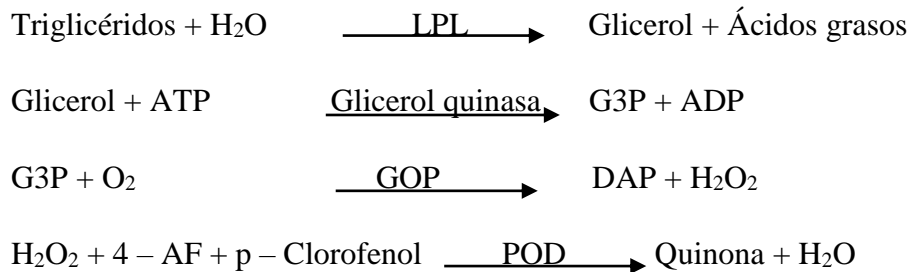 Triglicéridos + H₂O LPL Glicerol + Ácidos grasos
Glicerol + ATP Glicerol quinasa G3P + ADP
G3P + O₂ GOP DAP + H₂O₂
H₂O₂ + 4 – AF + p – Clorofenol POD Quinona + H₂O